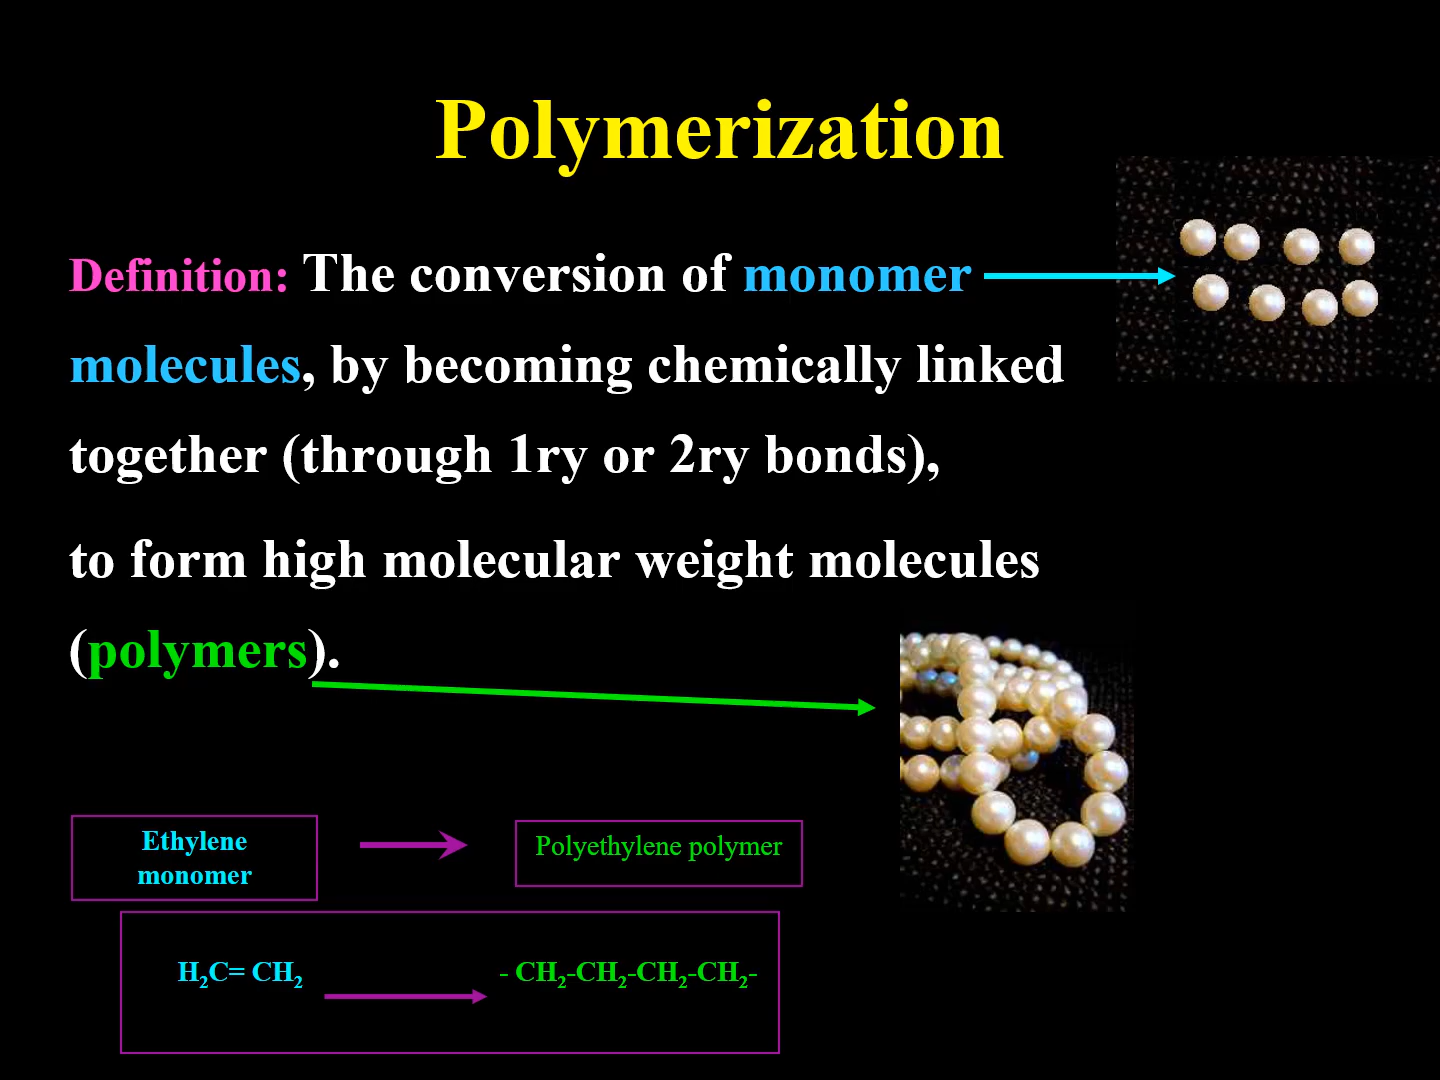 Polymerization
Definition: The conversion of monomer
molecules, by becoming chemically linked
together (through 1ry or 2ry bonds),
to form high molecular weight molecules
(polymers).
Ethylene
monomer
Polyethylene polymer
H₂C= CH₂
- CH₂-CH₂-CH₂-CH₂-